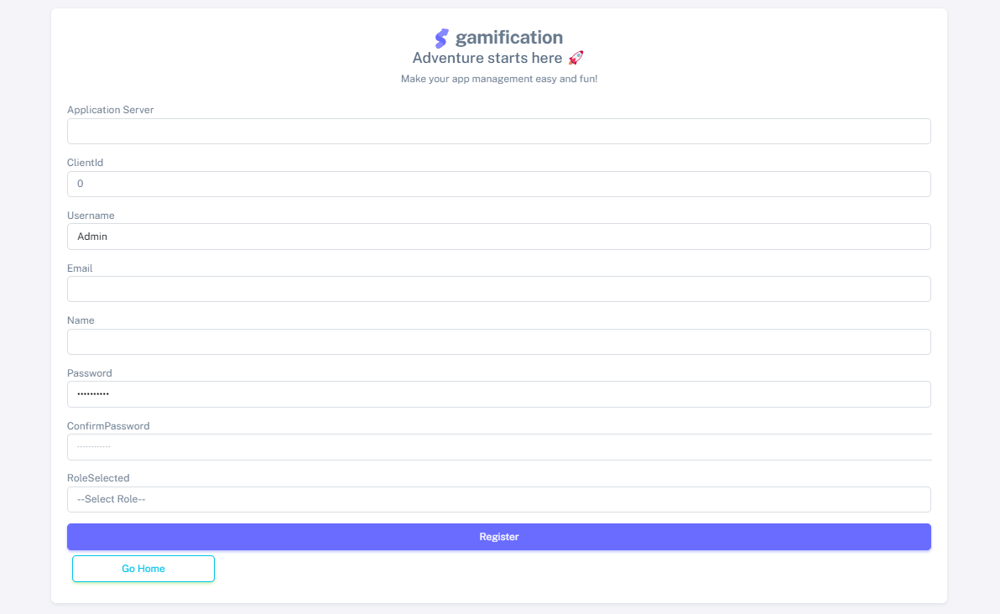 gamification
Adventure starts here 🚀
Make your app management easy and fun!
Application Server
ClientId
0
Username
Admin
Email
Name
Password
••••••••••
ConfirmPassword
············
RoleSelected
--Select Role--
Register
Go Home